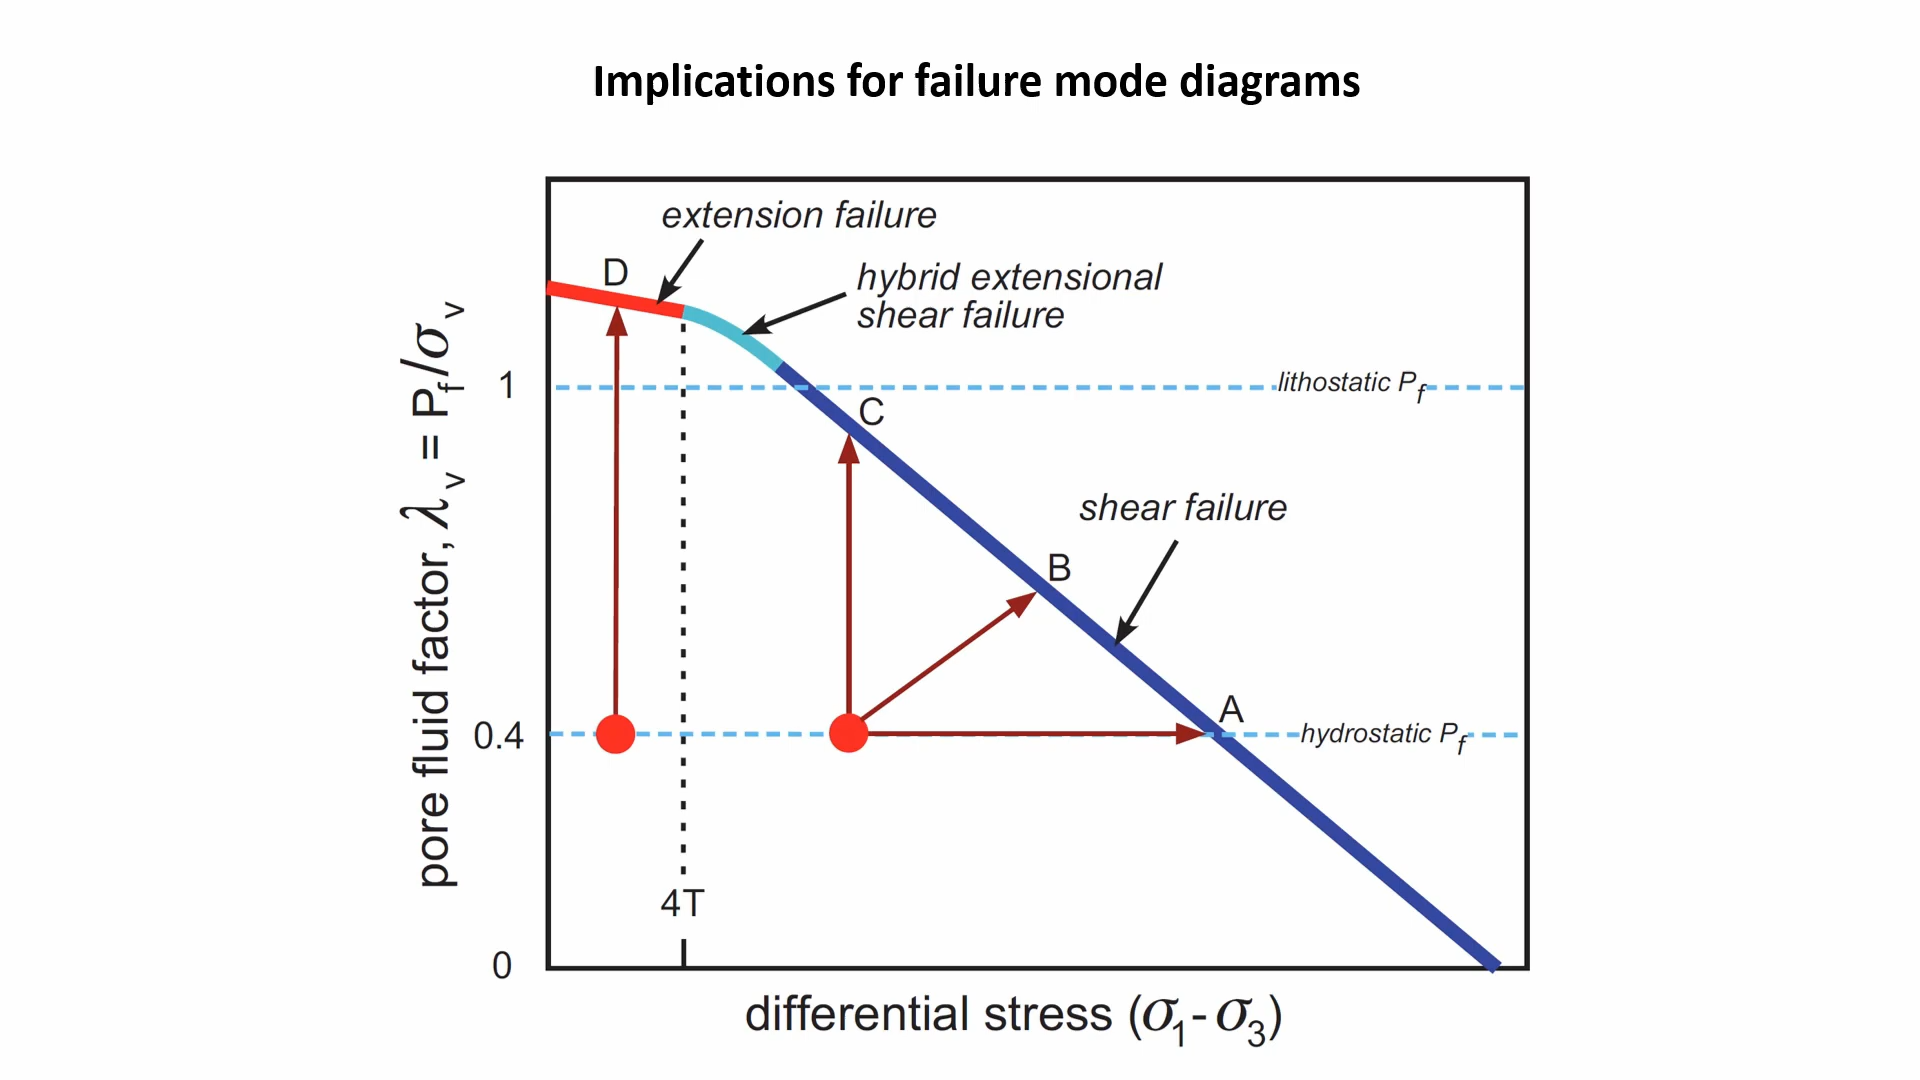 Implications for failure mode diagrams
extension failure
D
hybrid extensional
shear failure
1
lithostatic Pf
C
shear failure
B
A
0.4
hydrostatic Pf
4T
0
pore fluid factor, λv = Pf/σv
differential stress (σ1- σ3)